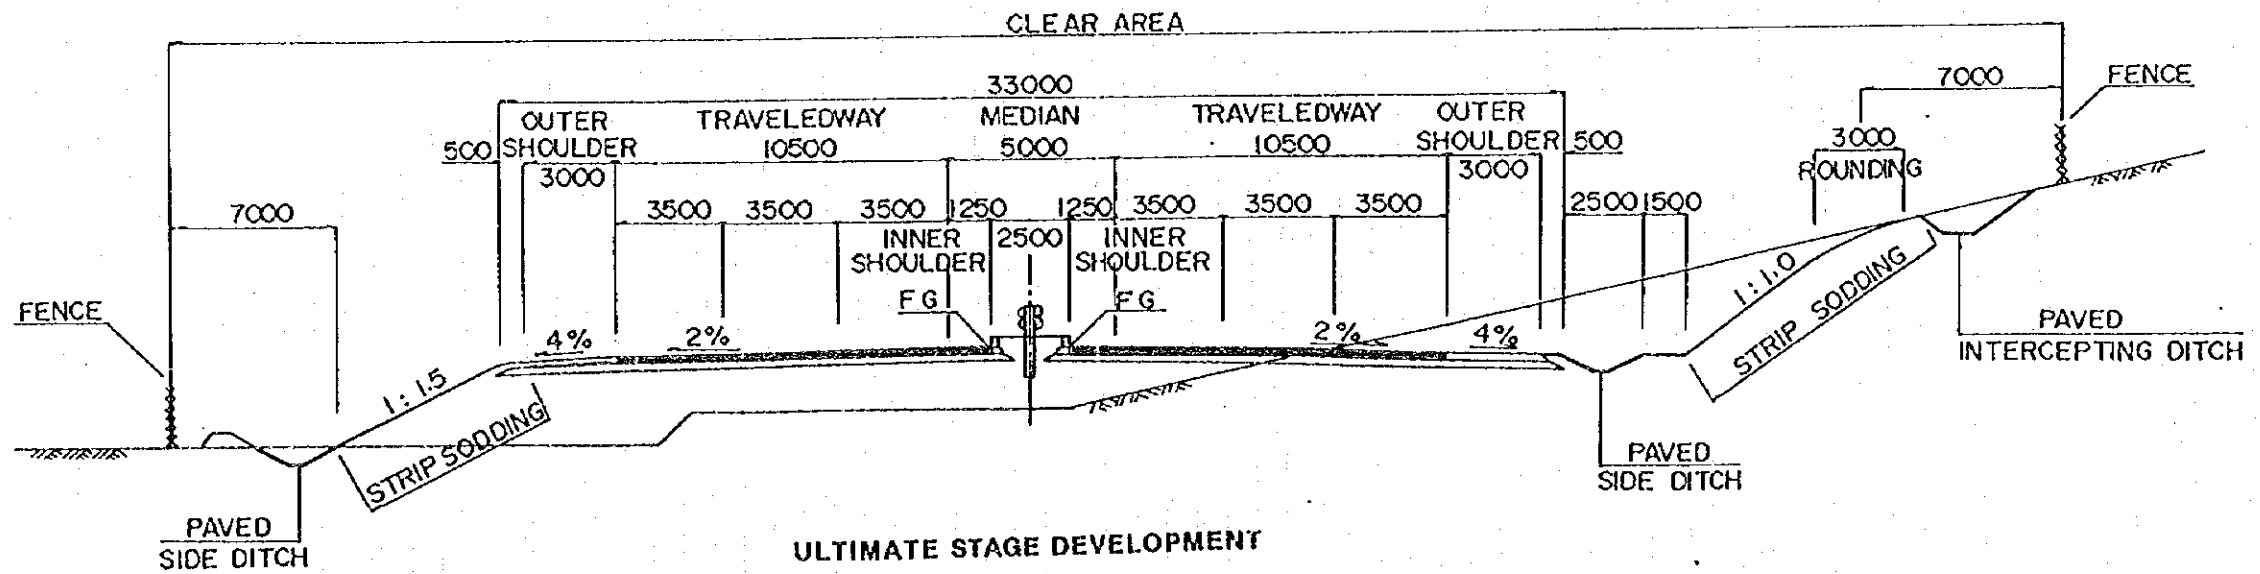 CLEAR AREA
33000
7000
FENCE
OUTER
SHOULDER
TRAVELEDWAY
MEDIAN
TRAVELEDWAY
OUTER
SHOULDER
500
10500
5000
10500
500
3000
ROUNDING
3000
3000
7000
3500
3500
3500
1250
1250
3500
3500
3500
2500
1500
INNER
SHOULDER
2500
INNER
SHOULDER
FENCE
FG
FG
4%
2%
2%
4%
1:1.5
STRIP SODDING
1:1.0
STRIP SODDING
PAVED
INTERCEPTING DITCH
PAVED
SIDE DITCH
PAVED
SIDE DITCH
ULTIMATE STAGE DEVELOPMENT